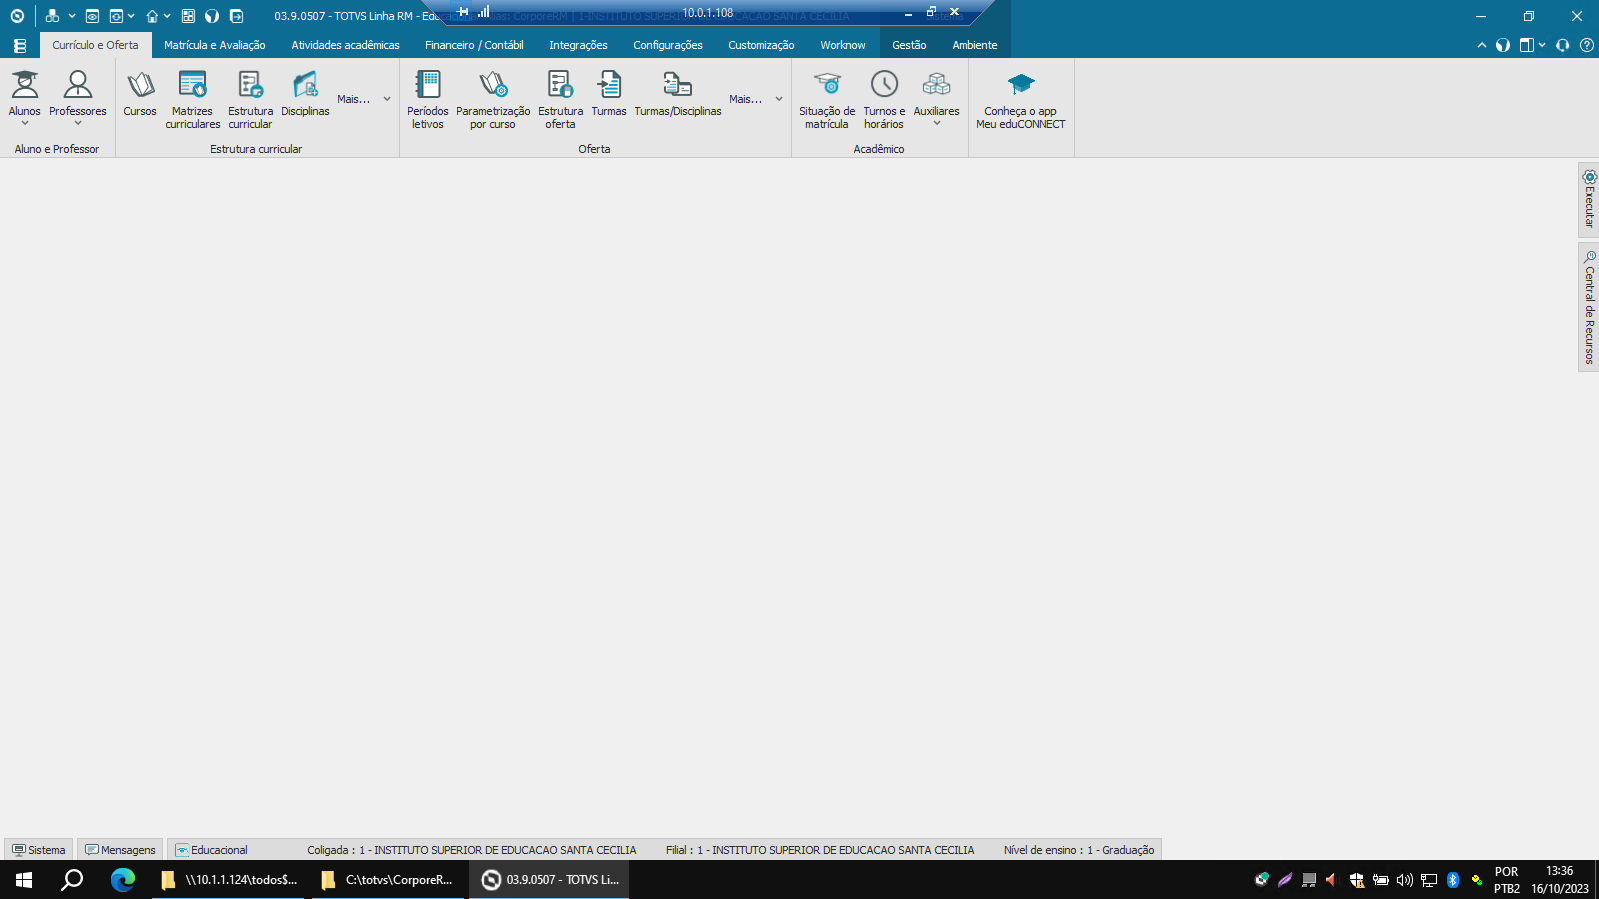 03.9.0507 - TOTVS Linha RM - Educacional Alias: CorporeRM | 1-INSTITUTO SUPERIOR DE EDUCACAO SANTA CECILIA
10.0.1.108
Sistema
Currículo e Oferta
Matrícula e Avaliação
Atividades acadêmicas
Financeiro / Contábil
Integrações
Configurações
Customização
Worknow
Gestão
Ambiente
Alunos
Professores
Aluno e Professor
Cursos
Matrizes
curriculares
Estrutura
curricular
Disciplinas
Mais...
Estrutura curricular
Períodos
letivos
Parametrização
por curso
Estrutura
oferta
Turmas
Turmas/Disciplinas
Mais...
Oferta
Situação de
matrícula
Turnos e
horários
Auxiliares
Acadêmico
Conheça o app
Meu eduCONNECT
Executar
Central de Recursos
Sistema
Mensagens
Educacional
Coligada : 1 - INSTITUTO SUPERIOR DE EDUCACAO SANTA CECILIA
Filial : 1 - INSTITUTO SUPERIOR DE EDUCACAO SANTA CECILIA
Nível de ensino : 1 - Graduação
\\10.1.1.124\todos$...
C:\totvs\CorporeR...
03.9.0507 - TOTVS Li...
POR
PTB2
13:36
16/10/2023